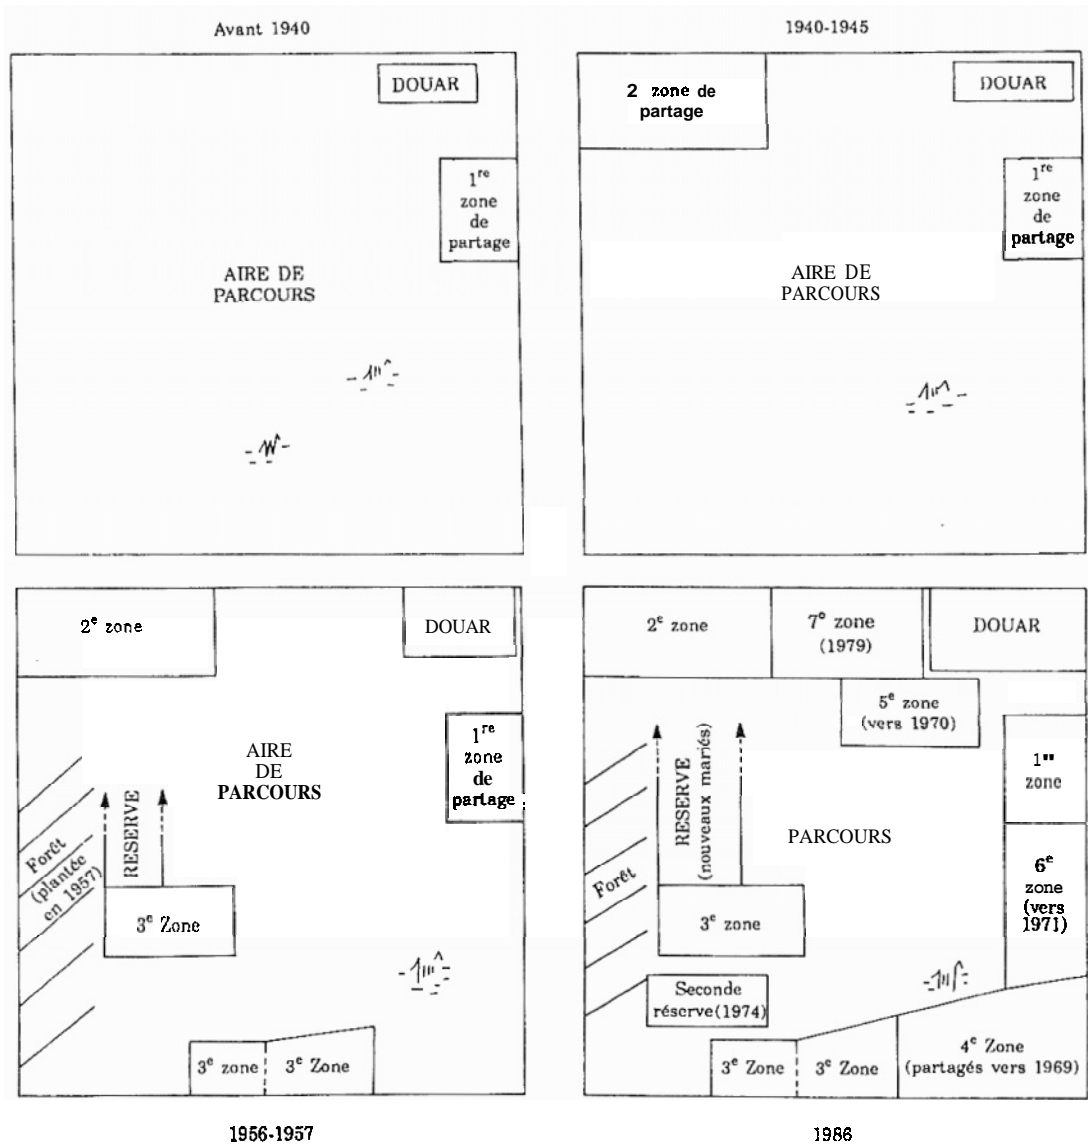 Avant 1940
DOUAR
1re
zone
de
partage
AIRE DE
PARCOURS
1940-1945
2 zone de
partage
DOUAR
1re
zone
de
partage
AIRE DE
PARCOURS
2e zone
DOUAR
1re
zone
de
partage
AIRE
DE
PARCOURS
RESERVE
Forêt
(plantée
en 1957)
3e Zone
3e zone
3e Zone
1956-1957
2e zone
7e zone
(1979)
DOUAR
5e zone
(vers 1970)
1"
zone
RESERVE
(nouveaux mariés)
PARCOURS
Forêt
6e
zone
(vers
1971)
3e zone
Seconde
réserve(1974)
3e Zone
3e Zone
4e Zone
(partagés vers 1969)
1986